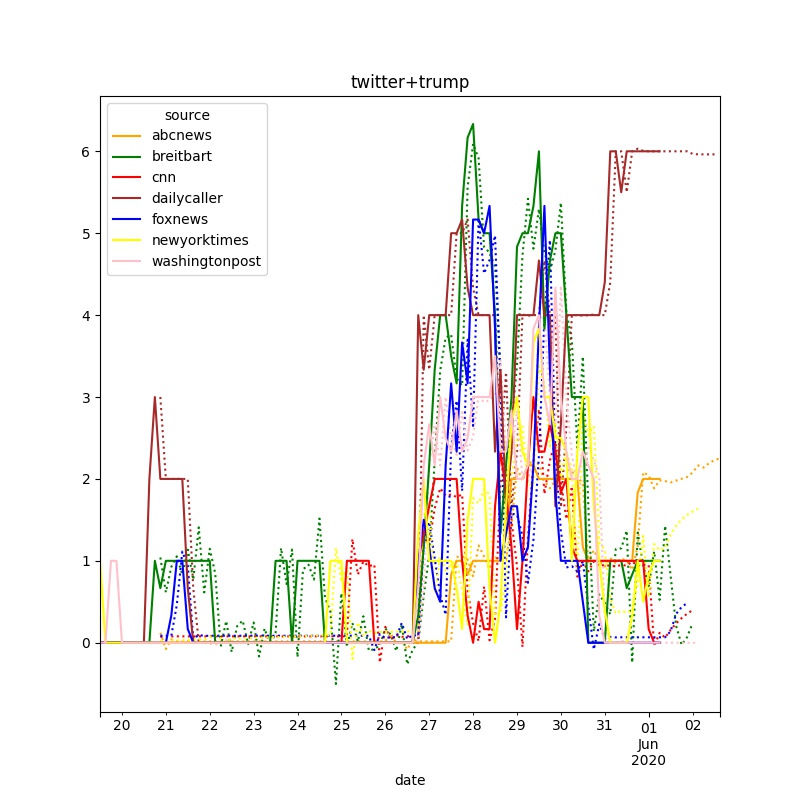 twitter+trump
source
abcnews
breitbart
cnn
dailycaller
foxnews
newyorktimes
washingtonpost
6
5
4
3
2
1
0
20 21 22 23 24 25 26 27 28 29 30 31 01 02
Jun
2020
date